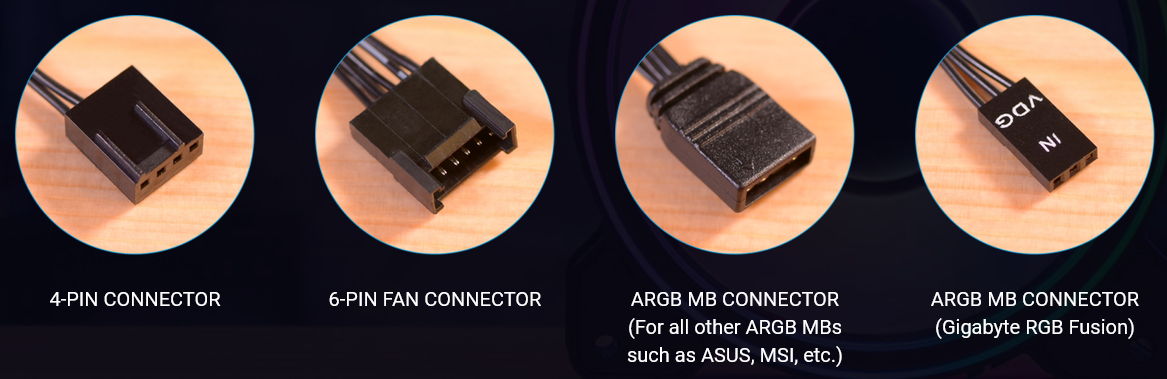 VDG
IN
4-PIN CONNECTOR
6-PIN FAN CONNECTOR
ARGB MB CONNECTOR
(For all other ARGB MBs
such as ASUS, MSI, etc.)
ARGB MB CONNECTOR
(Gigabyte RGB Fusion)